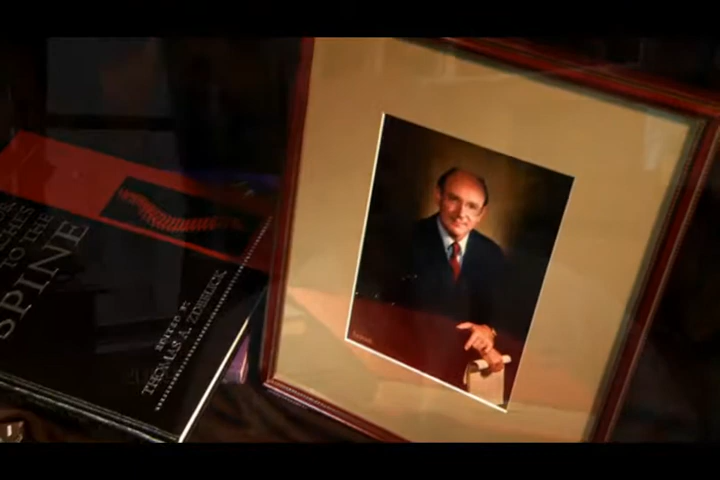 TO THE
SPINE
EDITED BY
THOMAS A. ZDEBLICK